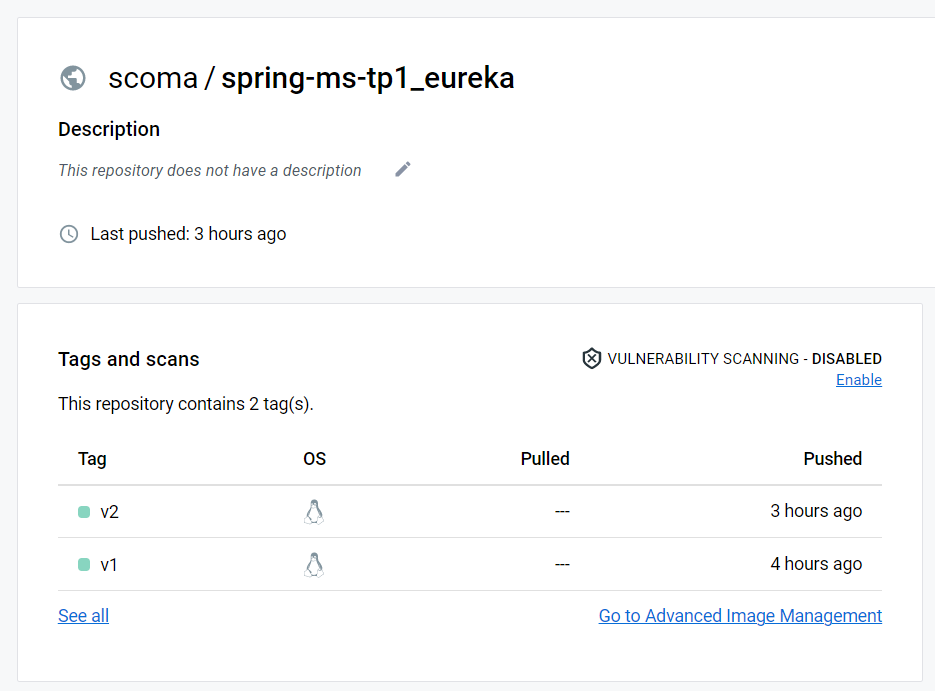 scoma / spring-ms-tp1_eureka
Description
This repository does not have a description
Last pushed: 3 hours ago
Tags and scans
VULNERABILITY SCANNING - DISABLED
Enable
This repository contains 2 tag(s).
Tag OS Pulled Pushed
v2 --- 3 hours ago
v1 --- 4 hours ago
See all Go to Advanced Image Management